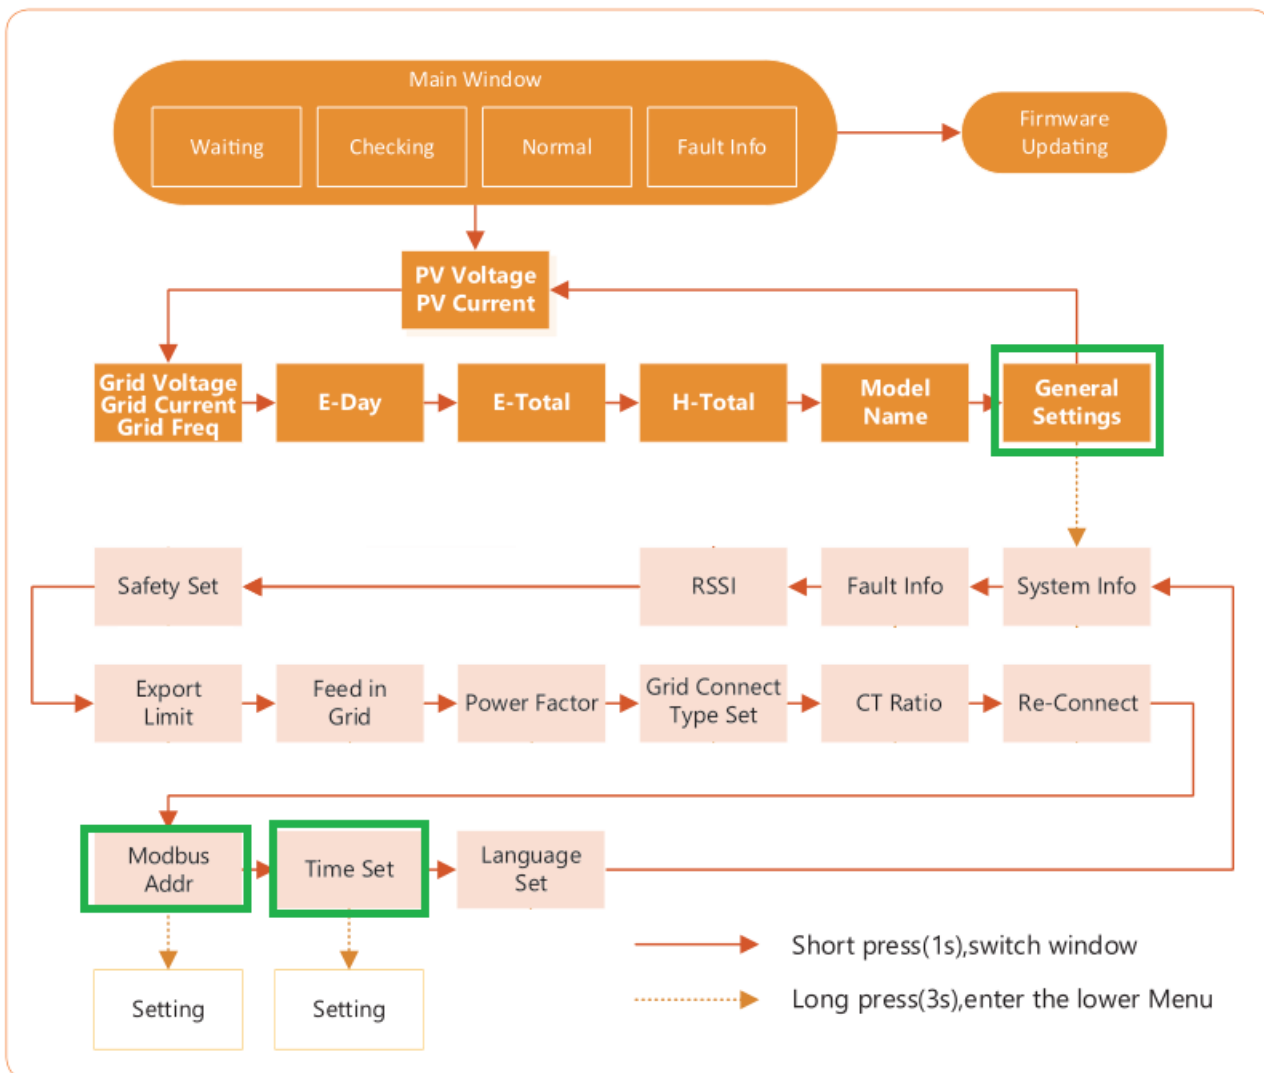 Main Window
Waiting
Checking
Normal
Fault Info
Firmware
Updating
PV Voltage
PV Current
Grid Voltage
Grid Current
Grid Freq
E-Day
E-Total
H-Total
Model
Name
General
Settings
Safety Set
RSSI
Fault Info
System Info
Export
Limit
Feed in
Grid
Power Factor
Grid Connect
Type Set
CT Ratio
Re-Connect
Modbus
Addr
Time Set
Language
Set
Setting
Setting
Short press(1s),switch window
Long press(3s),enter the lower Menu